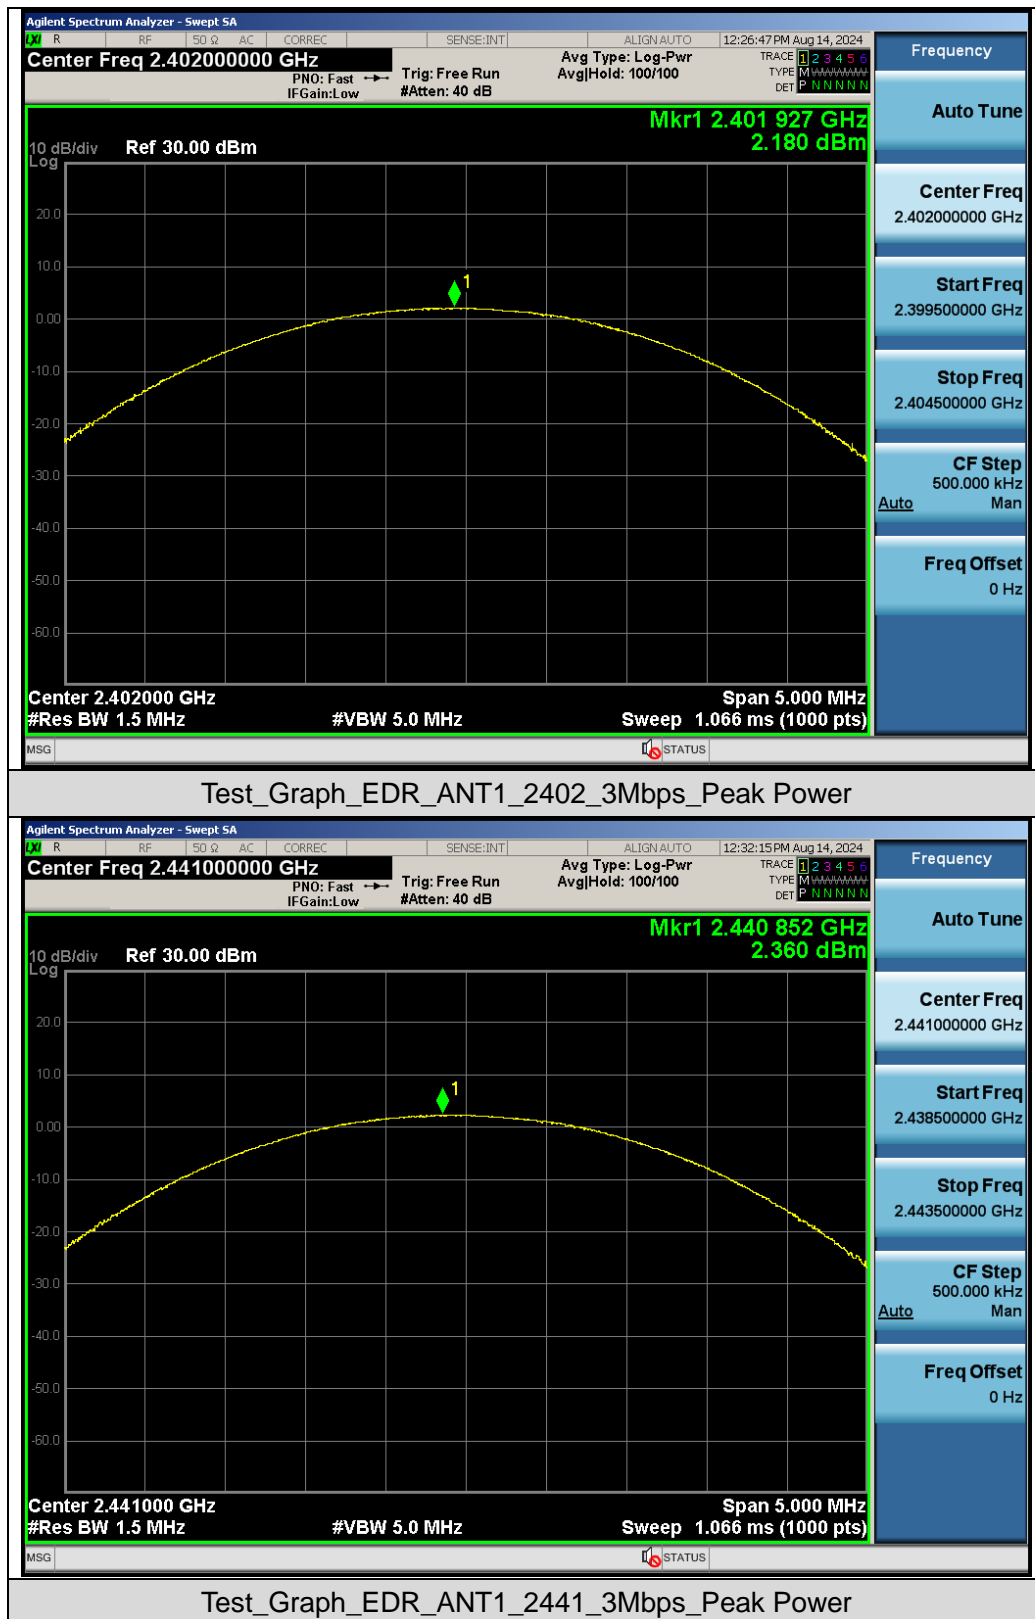 Agilent Spectrum Analyzer - Swept SA
LXI R RF 50 Ω AC CORREC SENSE:INT ALIGN AUTO 12:26:47 PM Aug 14, 2024
Center Freq 2.402000000 GHz
PNO: Fast
IFGain:Low
Trig: Free Run
#Atten: 40 dB
Avg Type: Log-Pwr
Avg|Hold: 100/100
TRACE 1 2 3 4 5 6
TYPE M WWWWW
DET P N N N N N
Mkr1 2.401 927 GHz
2.180 dBm
10 dB/div Ref 30.00 dBm
Log
20.0
10.0
1
0.00
-10.0
-20.0
-30.0
-40.0
-50.0
-60.0
Center 2.402000 GHz Span 5.000 MHz
#Res BW 1.5 MHz #VBW 5.0 MHz Sweep 1.066 ms (1000 pts)
MSG STATUS
Frequency
Auto Tune
Center Freq
2.402000000 GHz
Start Freq
2.399500000 GHz
Stop Freq
2.404500000 GHz
CF Step
500.000 kHz
Auto Man
Freq Offset
0 Hz
Test_Graph_EDR_ANT1_2402_3Mbps_Peak Power
Agilent Spectrum Analyzer - Swept SA
LXI R RF 50 Ω AC CORREC SENSE:INT ALIGN AUTO 12:32:15 PM Aug 14, 2024
Center Freq 2.441000000 GHz
PNO: Fast
IFGain:Low
Trig: Free Run
#Atten: 40 dB
Avg Type: Log-Pwr
Avg|Hold: 100/100
TRACE 1 2 3 4 5 6
TYPE M WWWWW
DET P N N N N N
Mkr1 2.440 852 GHz
2.360 dBm
10 dB/div Ref 30.00 dBm
Log
20.0
10.0
1
0.00
-10.0
-20.0
-30.0
-40.0
-50.0
-60.0
Center 2.441000 GHz Span 5.000 MHz
#Res BW 1.5 MHz #VBW 5.0 MHz Sweep 1.066 ms (1000 pts)
MSG STATUS
Frequency
Auto Tune
Center Freq
2.441000000 GHz
Start Freq
2.438500000 GHz
Stop Freq
2.443500000 GHz
CF Step
500.000 kHz
Auto Man
Freq Offset
0 Hz
Test_Graph_EDR_ANT1_2441_3Mbps_Peak Power